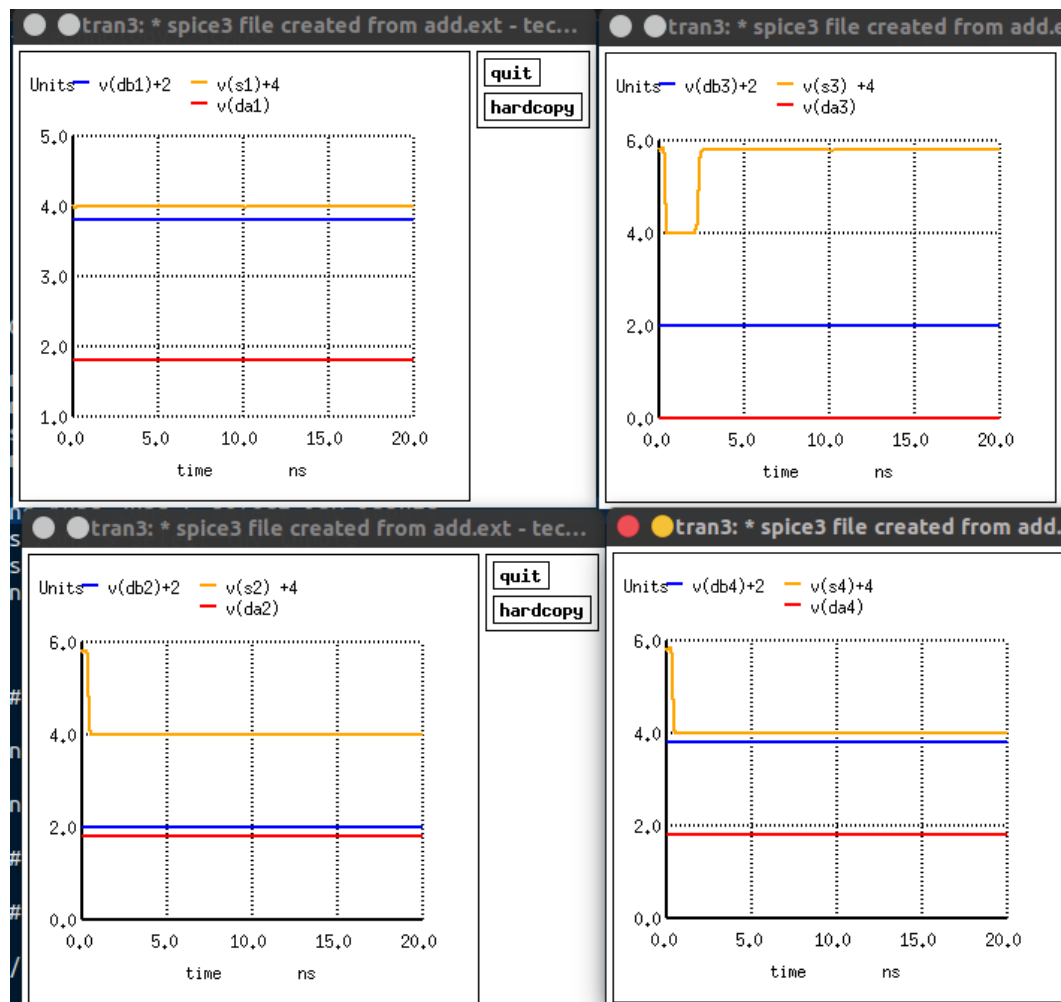 tran3: * spice3 file created from add.ext - tec...
Units v(db1)+2 v(s1)+4
v(da1)
quit
hardcopy
5.0
4.0
3.0
2.0
1.0
0.0 5.0 10.0 15.0 20.0
time ns
tran3: * spice3 file created from add.e
Units v(db3)+2 v(s3) +4
v(da3)
6.0
4.0
2.0
0.0
0.0 5.0 10.0 15.0 20.0
time ns
tran3: * spice3 file created from add.ext - tec...
Units v(db2)+2 v(s2) +4
v(da2)
quit
hardcopy
6.0
4.0
2.0
0.0
0.0 5.0 10.0 15.0 20.0
time ns
tran3: * spice3 file created from add.
Units v(db4)+2 v(s4)+4
v(da4)
6.0
4.0
2.0
0.0
0.0 5.0 10.0 15.0 20.0
time ns